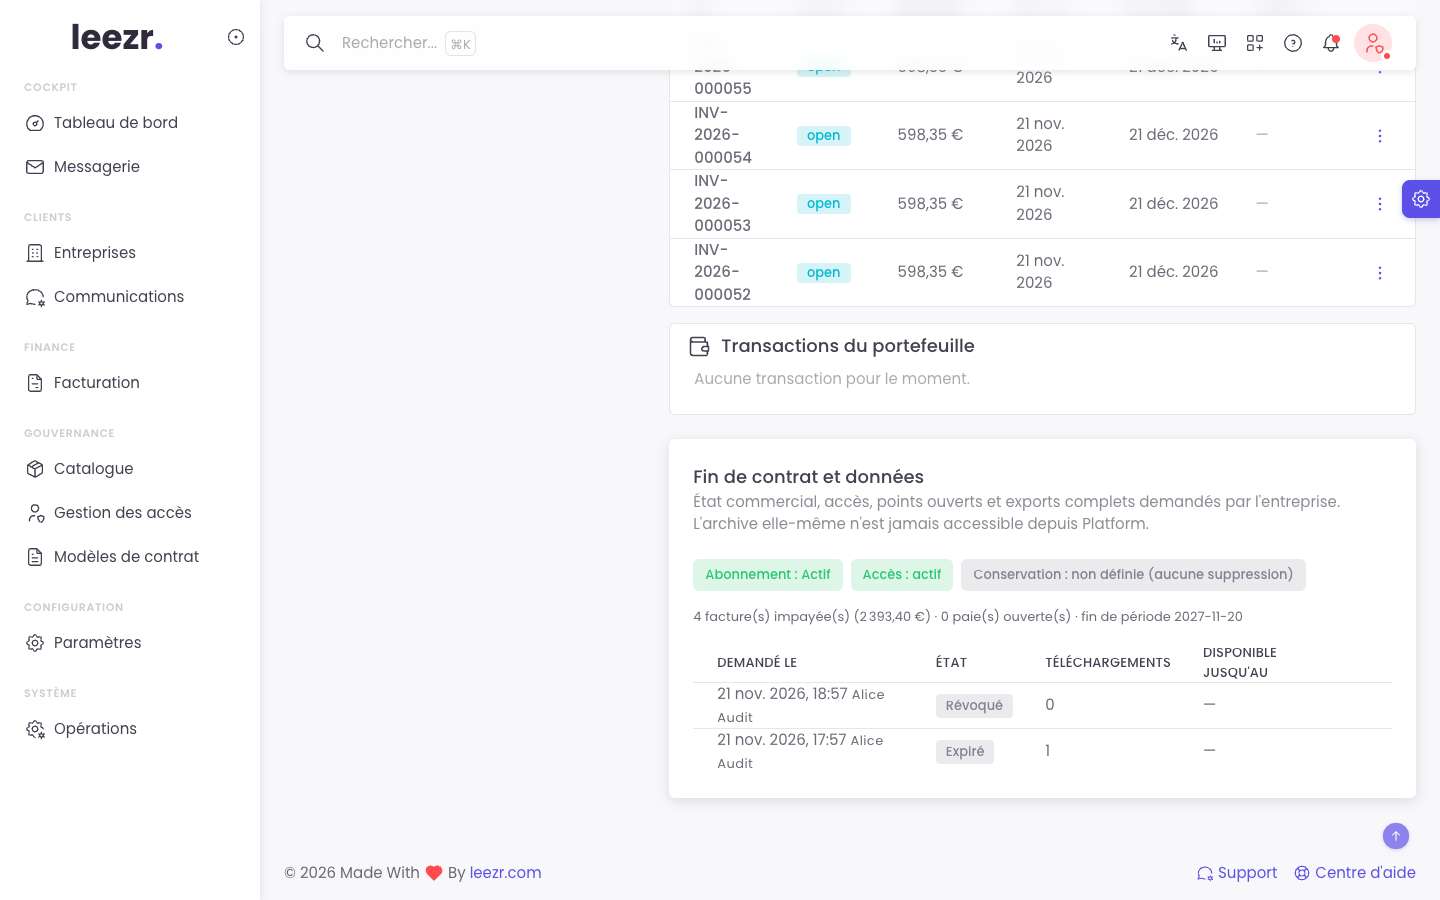 leezr.
Rechercher... ⌘K
COCKPIT
Tableau de bord
Messagerie
CLIENTS
Entreprises
Communications
FINANCE
Facturation
GOUVERNANCE
Catalogue
Gestion des accès
Modèles de contrat
CONFIGURATION
Paramètres
SYSTÈME
Opérations
000055
2026
INV-
2026-
000054
open
598,35 €
21 nov.
2026
21 déc. 2026
—
INV-
2026-
000053
open
598,35 €
21 nov.
2026
21 déc. 2026
—
INV-
2026-
000052
open
598,35 €
21 nov.
2026
21 déc. 2026
—
Transactions du portefeuille
Aucune transaction pour le moment.
Fin de contrat et données
État commercial, accès, points ouverts et exports complets demandés par l'entreprise.
L'archive elle-même n'est jamais accessible depuis Platform.
Abonnement : Actif
Accès : actif
Conservation : non définie (aucune suppression)
4 facture(s) impayée(s) (2 393,40 €) · 0 paie(s) ouverte(s) · fin de période 2027-11-20
DEMANDÉ LE
ÉTAT
TÉLÉCHARGEMENTS
DISPONIBLE
JUSQU'AU
21 nov. 2026, 18:57 Alice
Audit
Révoqué
0
—
21 nov. 2026, 17:57 Alice
Audit
Expiré
1
—
© 2026 Made With By leezr.com
Support
Centre d'aide